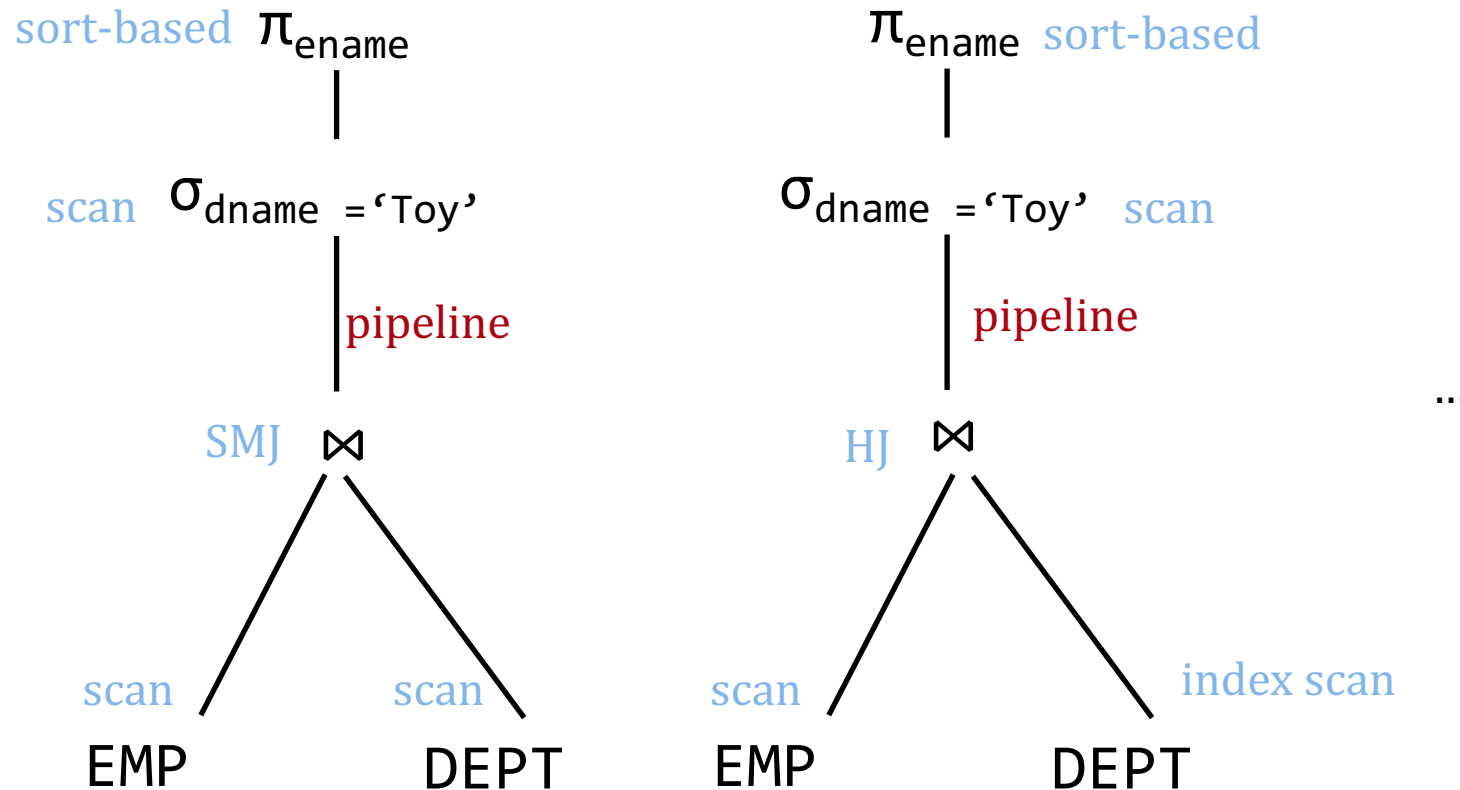 sort-based π ename
scan σ dname =‘Toy’
pipeline
SMJ ⋈
scan scan
EMP DEPT
π ename sort-based
σ dname =‘Toy’ scan
pipeline
HJ ⋈
scan index scan
EMP DEPT
...